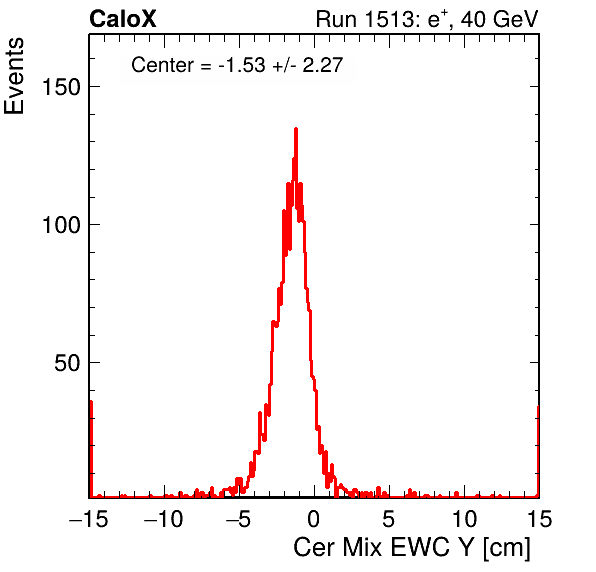 CaloX Run 1513: e⁺, 40 GeV
Center = -1.53 +/- 2.27
Events
150
100
50
−15 −10 −5 0 5 10 15
Cer Mix EWC Y [cm]